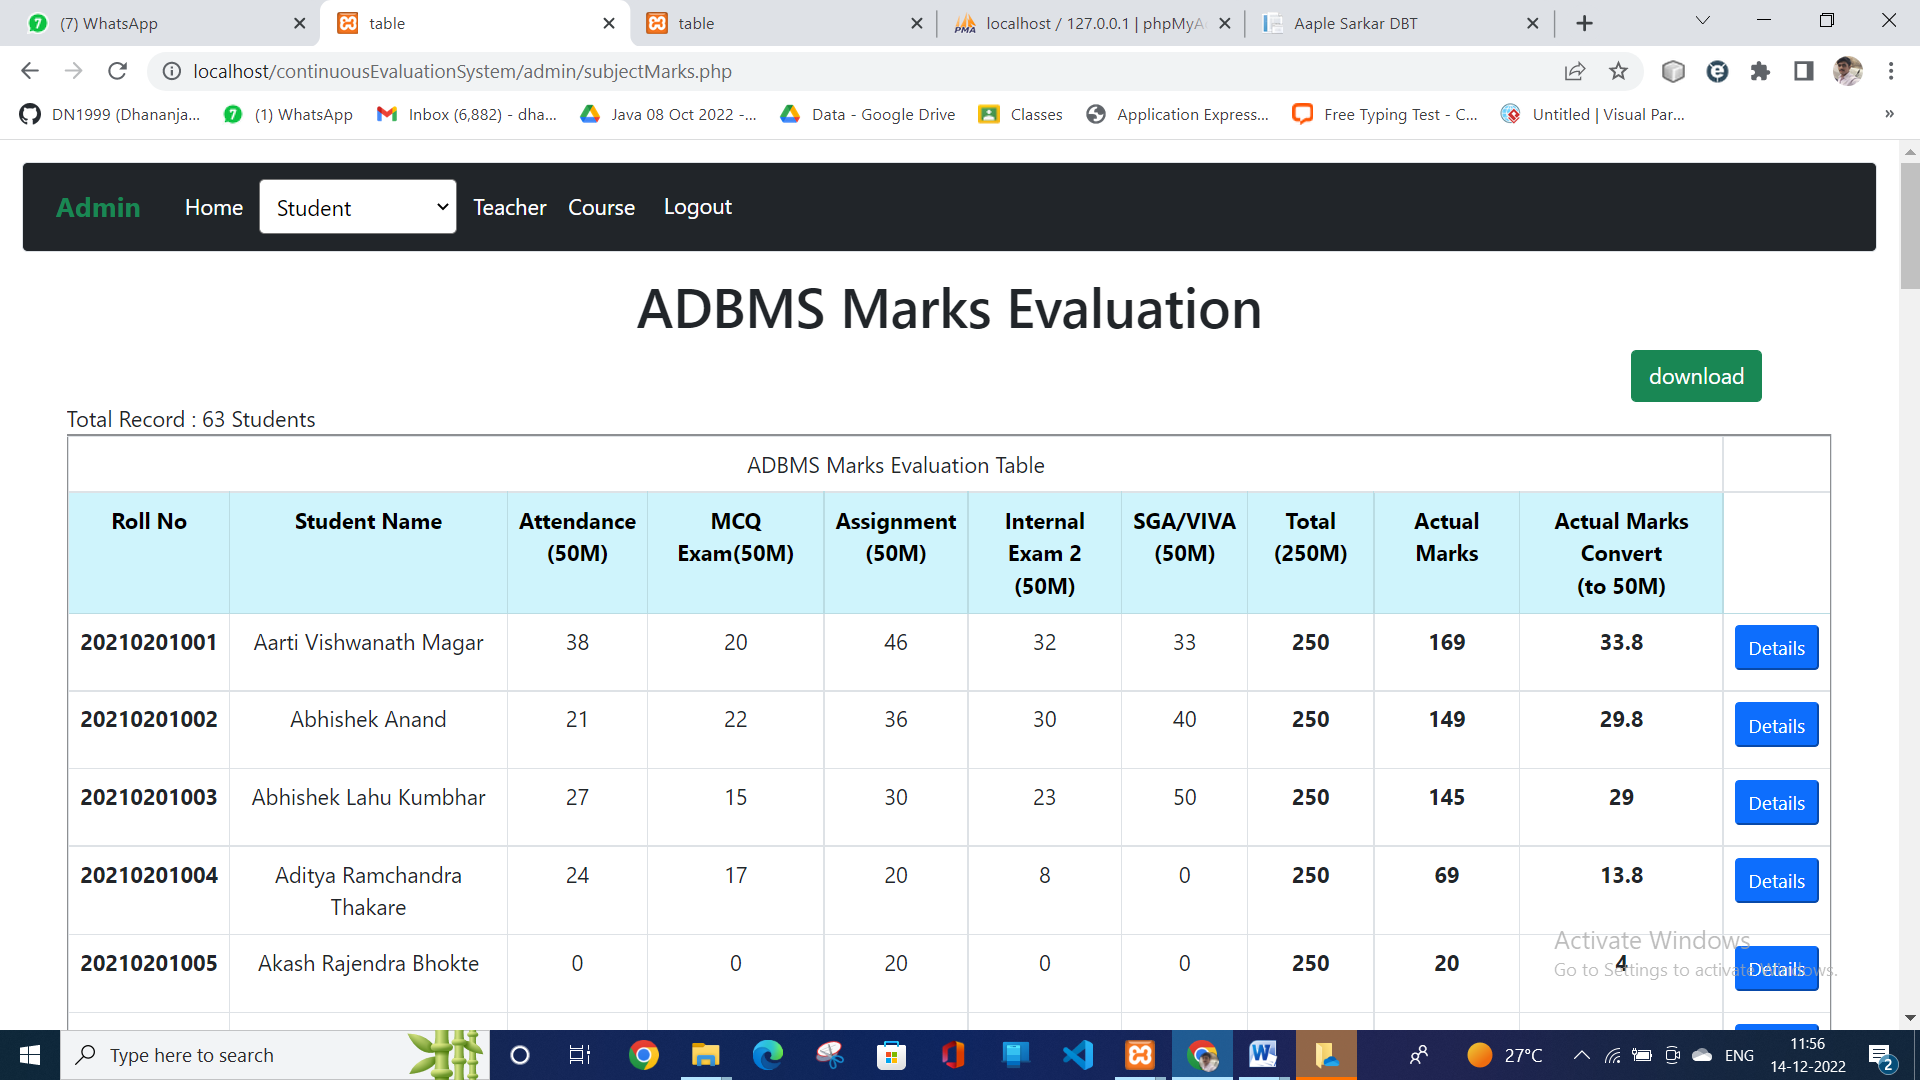 (7) WhatsApp
table
table
localhost / 127.0.0.1 | phpMyA
Aaple Sarkar DBT
localhost/continuousEvaluationSystem/admin/subjectMarks.php
DN1999 (Dhananja...
(1) WhatsApp
Inbox (6,882) - dha...
Java 08 Oct 2022 -...
Data - Google Drive
Classes
Application Express...
Free Typing Test - C...
Untitled | Visual Par...
»
Admin
Home
Student
Teacher
Course
Logout
ADBMS Marks Evaluation
download
Total Record : 63 Students
ADBMS Marks Evaluation Table
Roll No
Student Name
Attendance
(50M)
MCQ
Exam(50M)
Assignment
(50M)
Internal
Exam 2
(50M)
SGA/VIVA
(50M)
Total
(250M)
Actual
Marks
Actual Marks
Convert
(to 50M)
20210201001 Aarti Vishwanath Magar 38 20 46 32 33 250 169 33.8 Details
20210201002 Abhishek Anand 21 22 36 30 40 250 149 29.8 Details
20210201003 Abhishek Lahu Kumbhar 27 15 30 23 50 250 145 29 Details
20210201004 Aditya Ramchandra 24 17 20 8 0 250 69 13.8 Details
Thakare
20210201005 Akash Rajendra Bhokte 0 0 20 0 0 250 20 4 Details
Activate Windows
Go to Settings to activate Windows.
Type here to search
27°C
ENG
11:56
14-12-2022
2